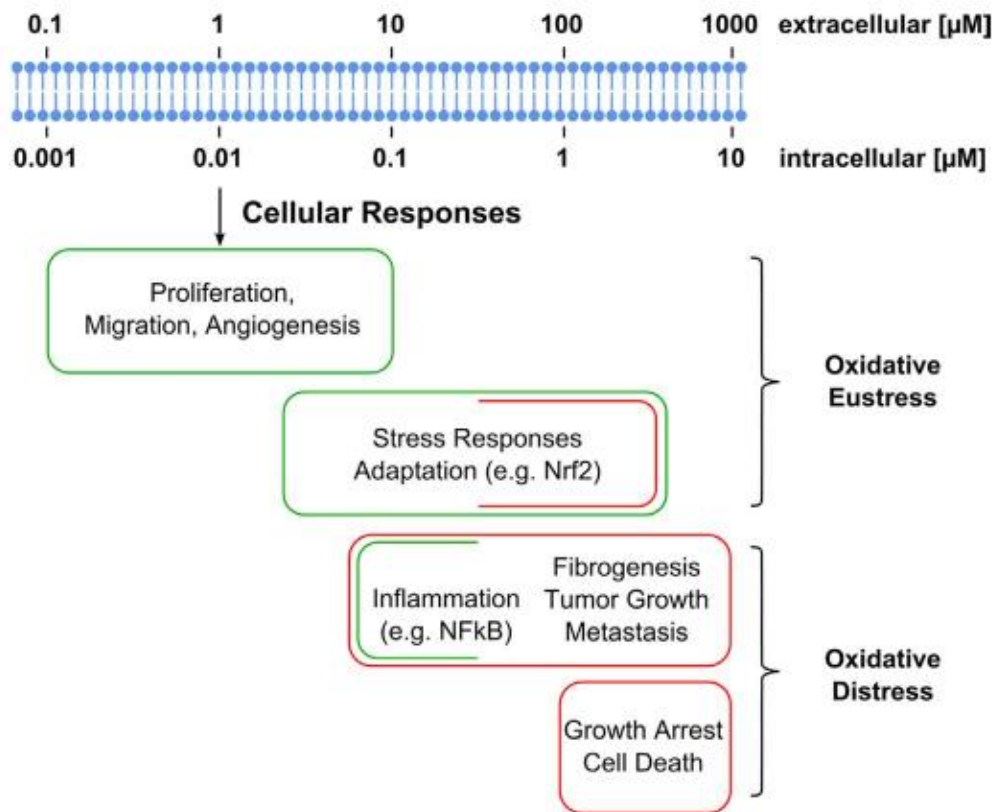 0.1 1 10 100 1000 extracellular [µM]
0.001 0.01 0.1 1 10 intracellular [µM]
Cellular Responses
Proliferation,
Migration, Angiogenesis
Oxidative
Eustress
Stress Responses
Adaptation (e.g. Nrf2)
Inflammation
(e.g. NFkB)
Fibrogenesis
Tumor Growth
Metastasis
Oxidative
Distress
Growth Arrest
Cell Death